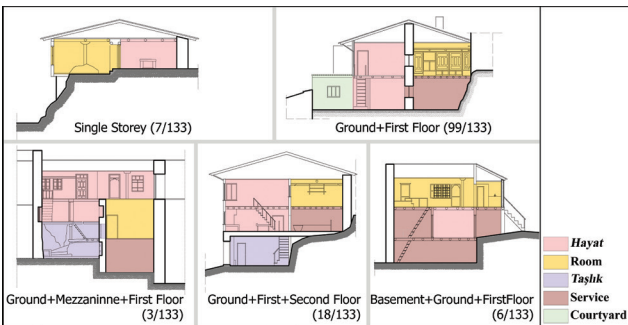 Single Storey (7/133)
Ground+First Floor (99/133)
Ground+Mezzaninne+First Floor
(3/133)
Ground+First+Second Floor
(18/133)
Basement+Ground+FirstFloor
(6/133)
Hayat
Room
Taşlık
Service
Courtyard